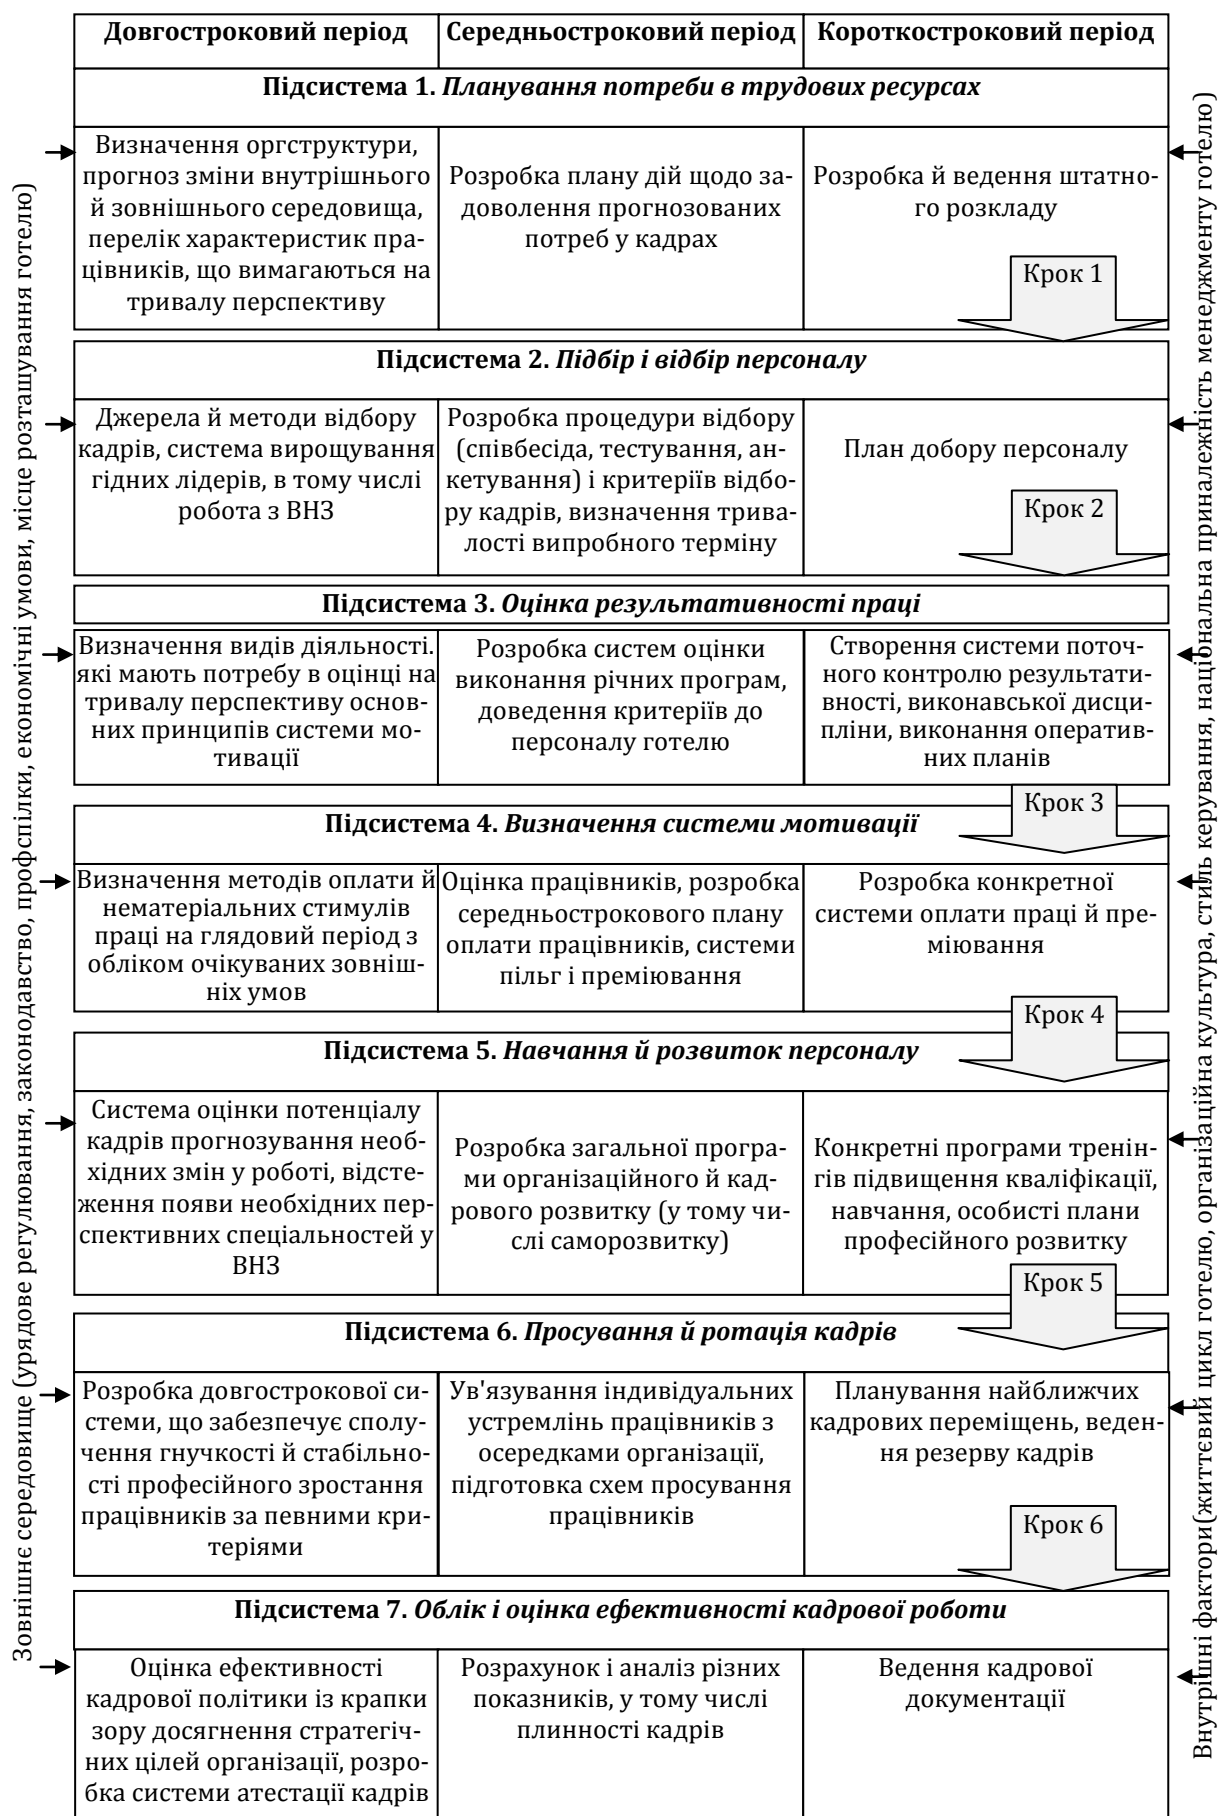 Довгостроковий період
Середньостроковий період
Короткостроковий період
Підсистема 1. Планування потреби в трудових ресурсах
Визначення оргструктури,
прогноз зміни внутрішнього
й зовнішнього середовища,
перелік характеристик пра-
цівників, що вимагаються на
тривалу перспективу
Розробка плану дій щодо за-
доволення прогнозованих
потреб у кадрах
Розробка й ведення штатно-
го розкладу
Крок 1
Підсистема 2. Підбір і відбір персоналу
Джерела й методи відбору
кадрів, система вирощування
гідних лідерів, в тому числі
робота з ВНЗ
Розробка процедури відбору
(співбесіда, тестування, ан-
кетування) і критеріїв відбо-
ру кадрів, визначення трива-
лості випробного терміну
План добору персоналу
Крок 2
Підсистема 3. Оцінка результативності праці
Визначення видів діяльності.
які мають потребу в оцінці на
тривалу перспективу основ-
них принципів системи мо-
тивації
Розробка систем оцінки
виконання річних програм,
доведення критеріїв до
персоналу готелю
Створення системи поточ-
ного контролю результати-
вності, виконавської дисци-
пліни, виконання оператив-
них планів
Крок 3
Підсистема 4. Визначення системи мотивації
Визначення методів оплати й
нематеріальних стимулів
праці на глядовий період з
обліком очікуваних зовніш-
ніх умов
Оцінка працівників, розробка
середньострокового плану
оплати працівників, системи
пільг і преміювання
Розробка конкретної
системи оплати праці й пре-
міювання
Крок 4
Підсистема 5. Навчання й розвиток персоналу
Система оцінки потенціалу
кадрів прогнозування необ-
хідних змін у роботі, відсте-
ження появи необхідних пер-
спективних спеціальностей у
ВНЗ
Розробка загальної програ-
ми організаційного й кад-
рового розвитку (у тому чи-
слі саморозвитку)
Конкретні програми тренін-
гів підвищення кваліфікації,
навчання, особисті плани
професійного розвитку
Крок 5
Підсистема 6. Просування й ротація кадрів
Розробка довгострокової си-
стеми, що забезпечує сполу-
чення гнучкості й стабільно-
сті професійного зростання
працівників за певними кри-
теріями
Ув'язування індивідуальних
устремлінь працівників з
осередками організації,
підготовка схем просування
працівників
Планування найближчих
кадрових переміщень, веден-
ня резерву кадрів
Крок 6
Підсистема 7. Облік і оцінка ефективності кадрової роботи
Оцінка ефективності
кадрової політики із крапки
зору досягнення стратегіч-
них цілей організації, розро-
бка системи атестації кадрів
Розрахунок і аналіз різних
показників, у тому числі
плинності кадрів
Ведення кадрової
документації
Зовнішнє середовище (урядове регулювання, законодавство, профспілки, економічні умови, місце розташування готелю)
Внутрішні фактори(життєвий цикл готелю, організаційна культура, стиль керування, національна приналежність менеджменту готелю)